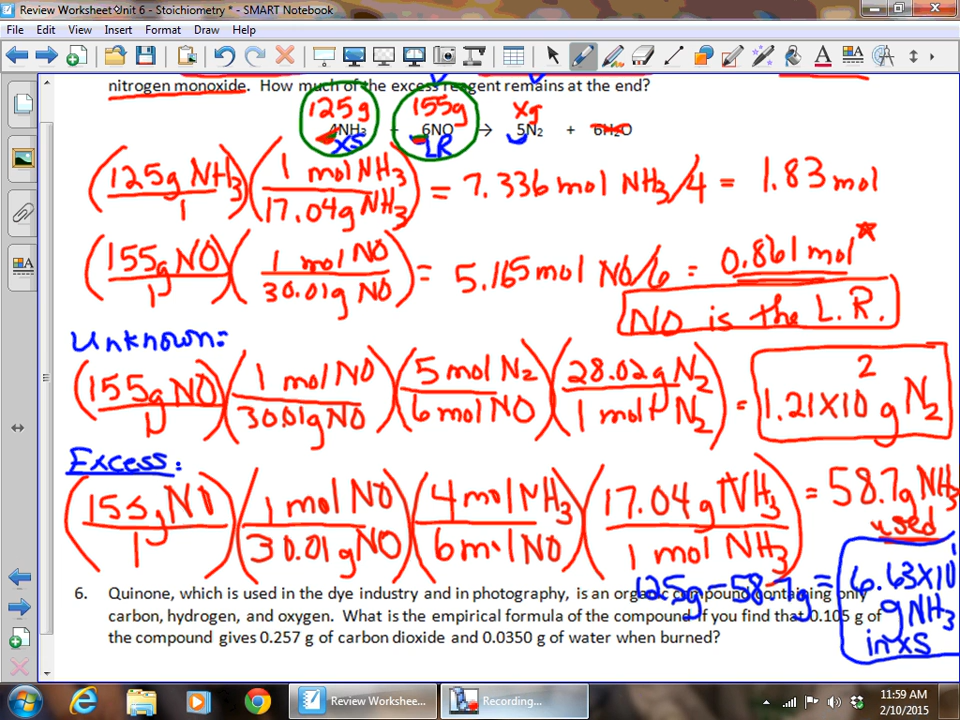 Review Worksheet Unit 6 - Stoichiometry * - SMART Notebook
File Edit View Insert Format Draw Help
nitrogen monoxide. How much of the excess reagent remains at the end?
125g 155g xg
4NH₃ + 6NO → 5N₂ + 6H₂O
XS LR
(125g NH₃/1)(1 mol NH₃/17.04g NH₃) = 7.336 mol NH₃/4 = 1.83 mol
(155g NO/1)(1 mol NO/30.01g NO) = 5.165 mol NO/6 = 0.861 mol*
NO is the L.R.
Unknown:
(155g NO/1)(1 mol NO/30.01g NO)(5 mol N₂/6 mol NO)(28.02g N₂/1 mol N₂) = 1.21x10² g N₂
Excess:
(155g NO/1)(1 mol NO/30.01g NO)(4 mol NH₃/6 mol NO)(17.04g NH₃/1 mol NH₃) = 58.7g NH₃
used
125g - 58.7g = 6.63x10¹
g NH₃
in xs
6. Quinone, which is used in the dye industry and in photography, is an organic compound containing only
carbon, hydrogen, and oxygen. What is the empirical formula of the compound if you find that 0.105 g of
the compound gives 0.257 g of carbon dioxide and 0.0350 g of water when burned?
Review Workshee... Recording...
11:59 AM
2/10/2015